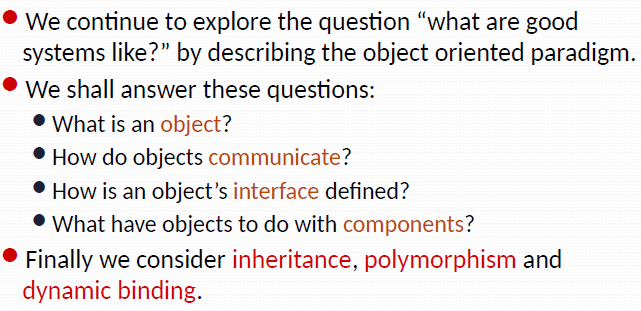 We continue to explore the question “what are good
systems like?” by describing the object oriented paradigm.
We shall answer these questions:
What is an object?
How do objects communicate?
How is an object’s interface defined?
What have objects to do with components?
Finally we consider inheritance, polymorphism and
dynamic binding.